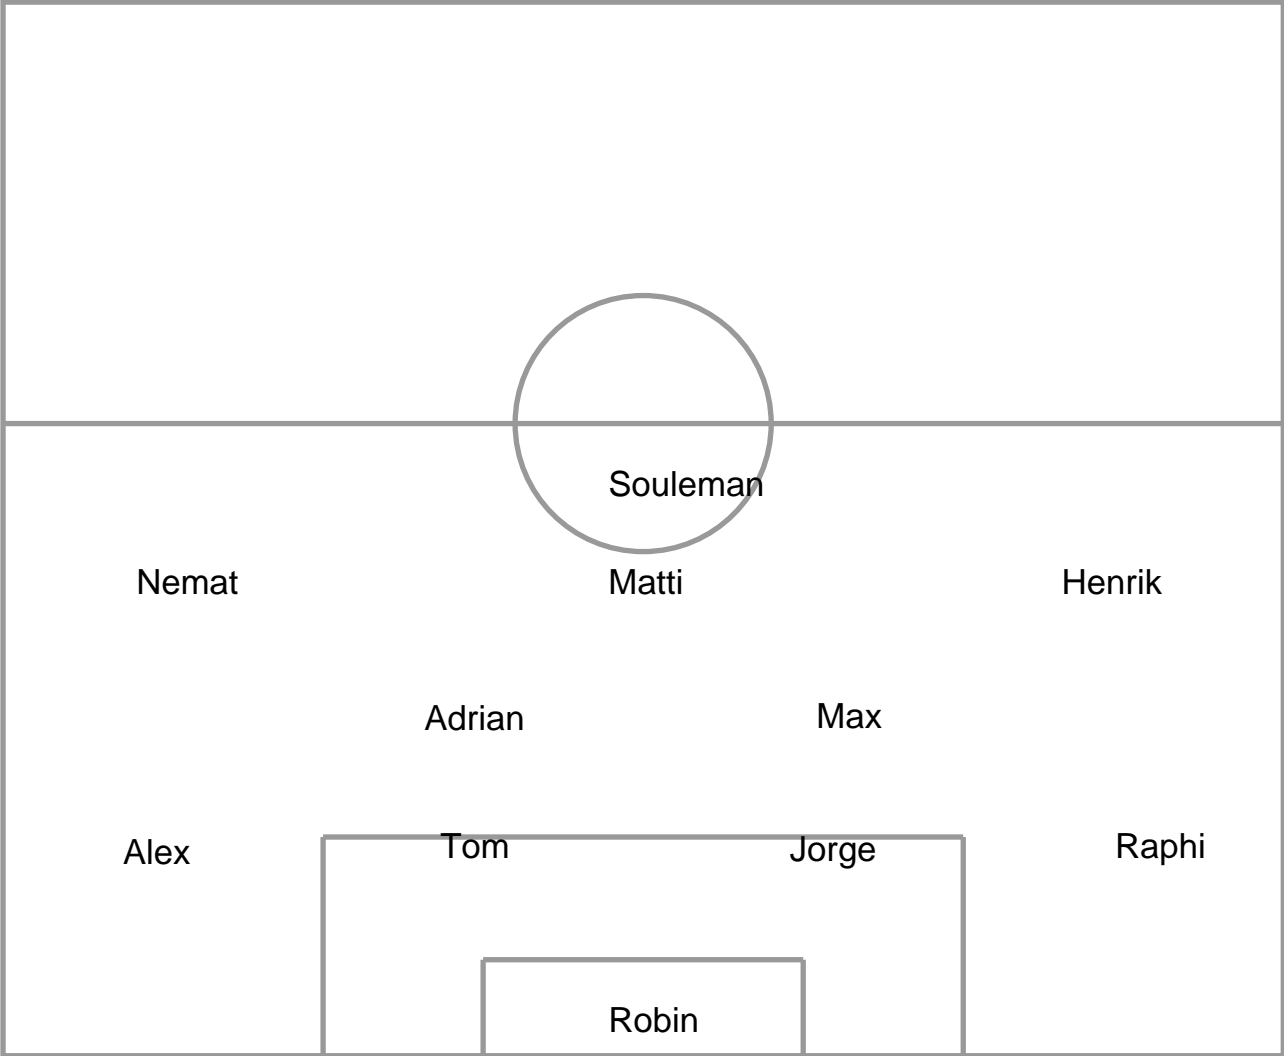 Souleman
Nemat Matti Henrik
Adrian Max
Alex Tom Jorge Raphi
Robin